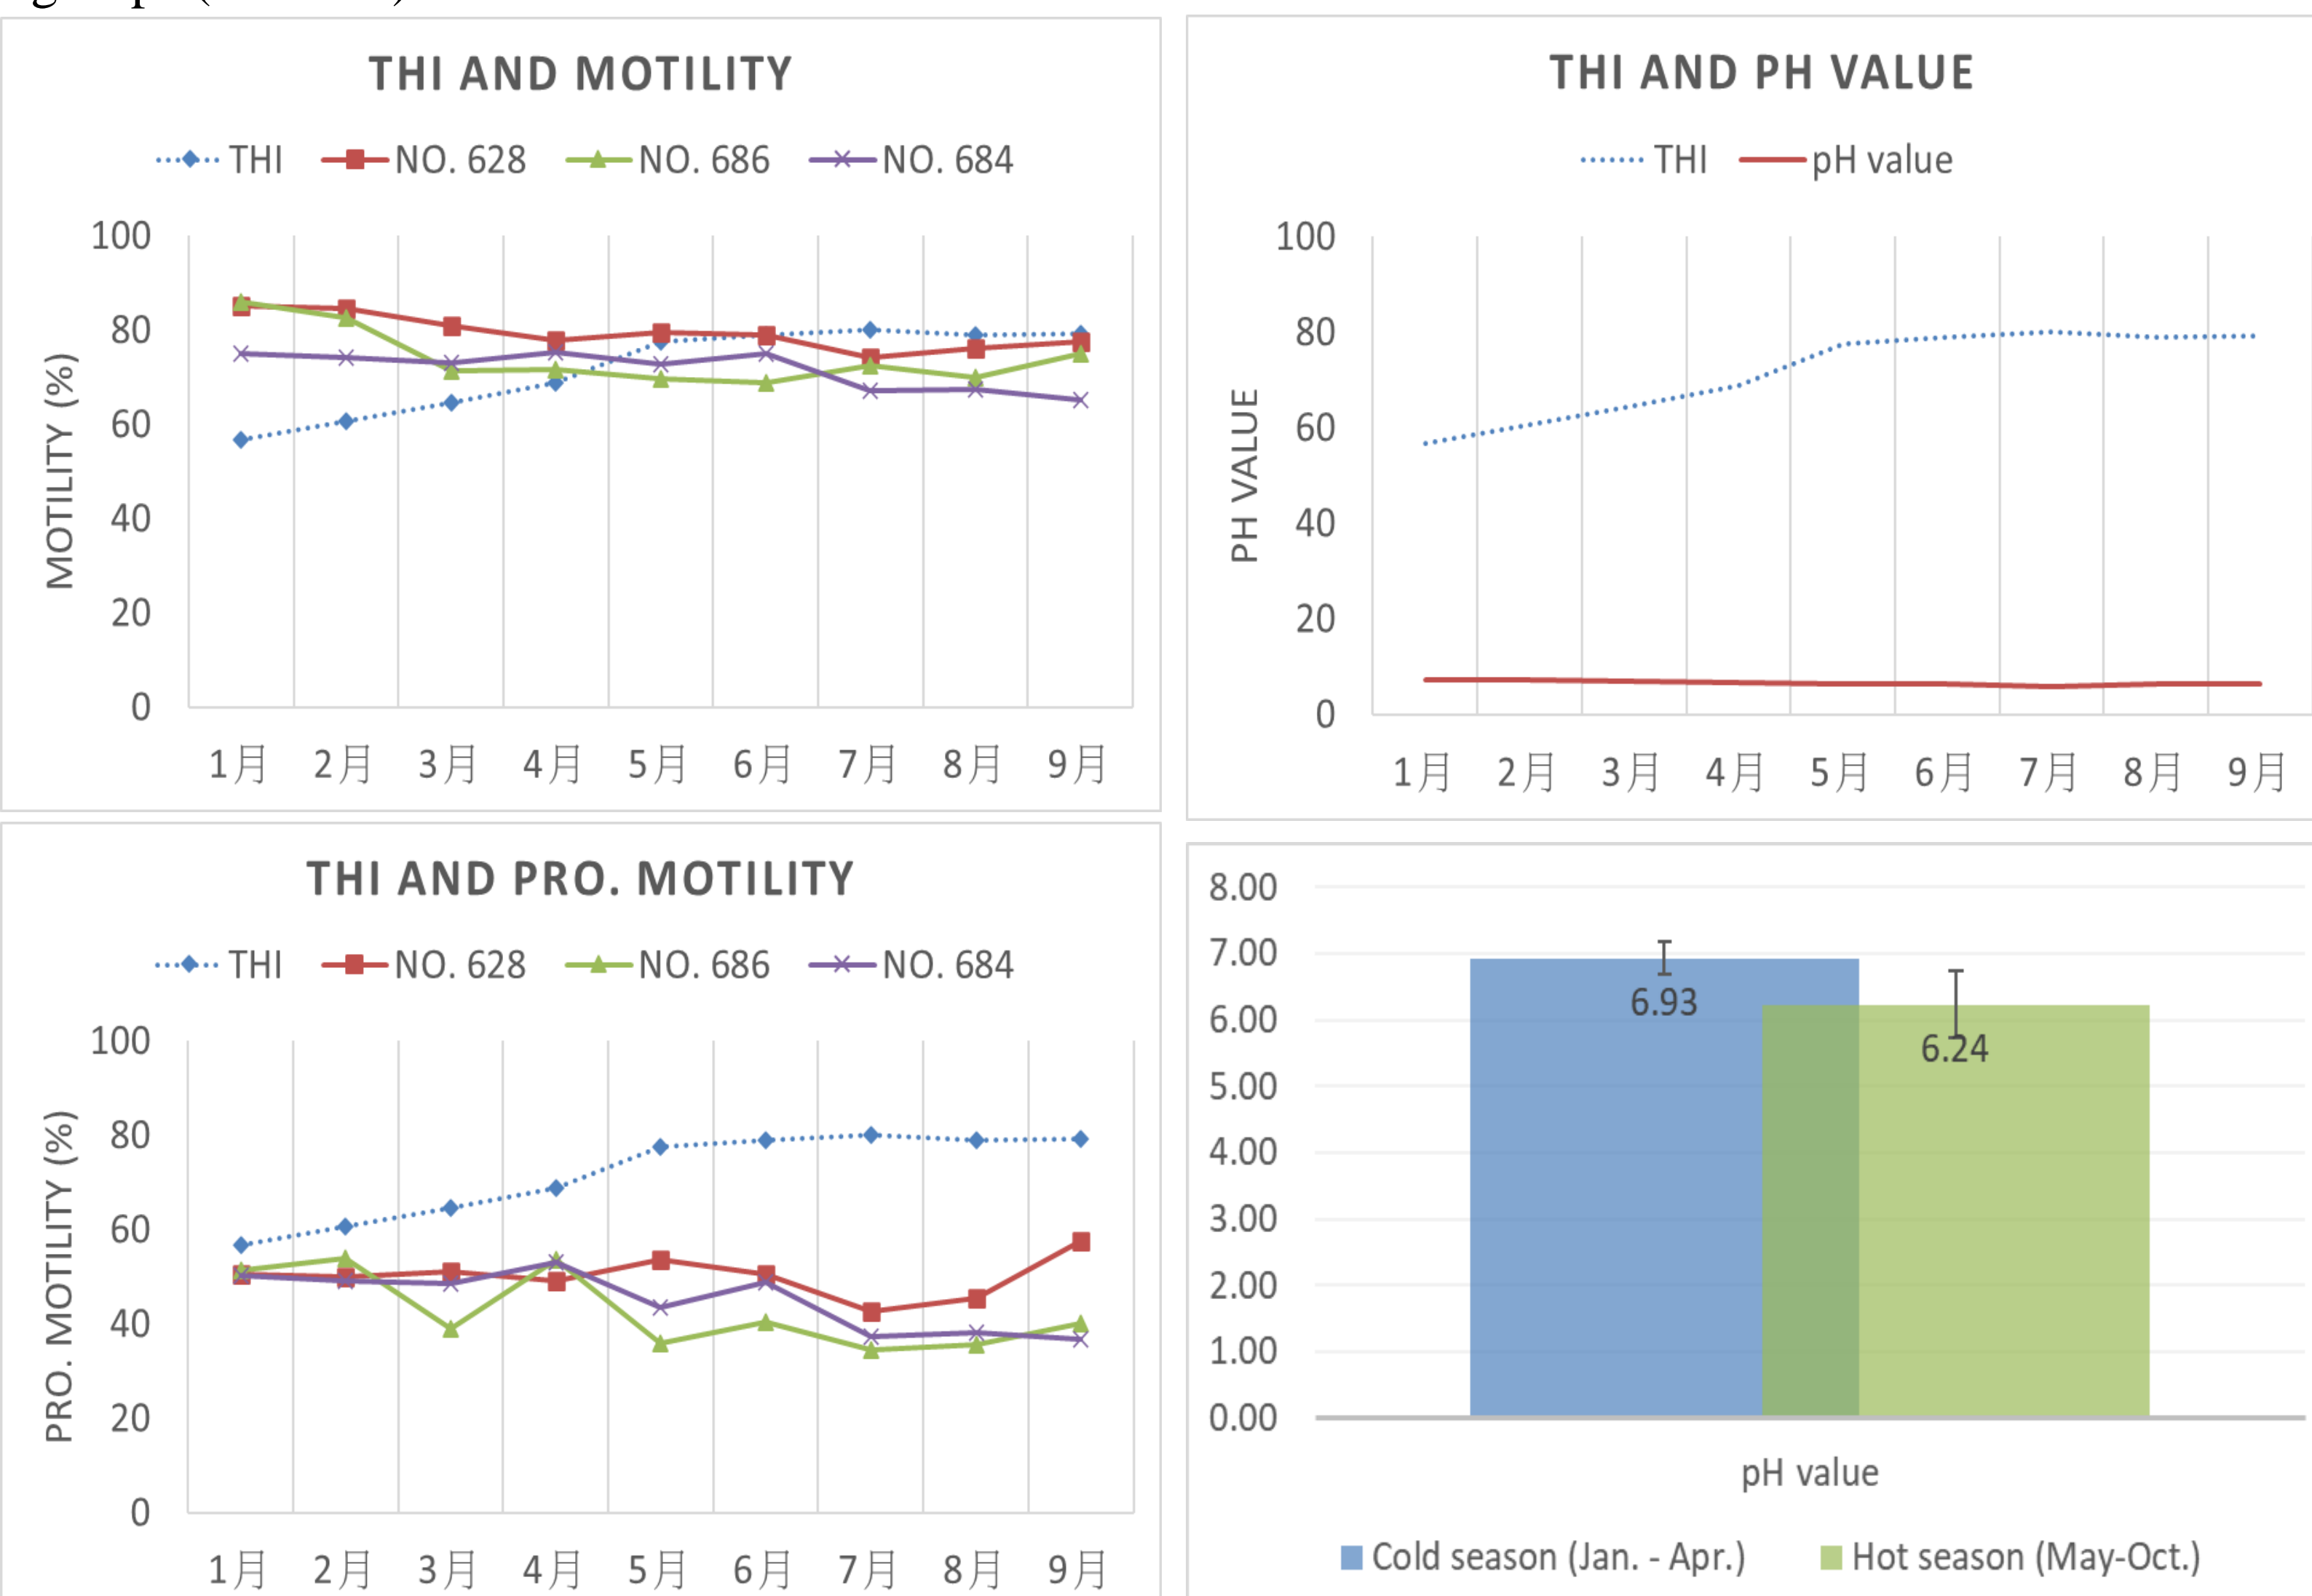 THI AND MOTILITY
THI NO. 628 NO. 686 NO. 684
MOTILITY (%)
100
80
60
40
20
0
1月 2月 3月 4月 5月 6月 7月 8月 9月
THI AND PH VALUE
THI pH value
PH VALUE
100
80
60
40
20
0
1月 2月 3月 4月 5月 6月 7月 8月 9月
THI AND PRO. MOTILITY
THI NO. 628 NO. 686 NO. 684
PRO. MOTILITY (%)
100
80
60
40
20
0
1月 2月 3月 4月 5月 6月 7月 8月 9月
8.00
7.00
6.00
5.00
4.00
3.00
2.00
1.00
0.00
6.93
6.24
pH value
Cold season (Jan. - Apr.) Hot season (May-Oct.)